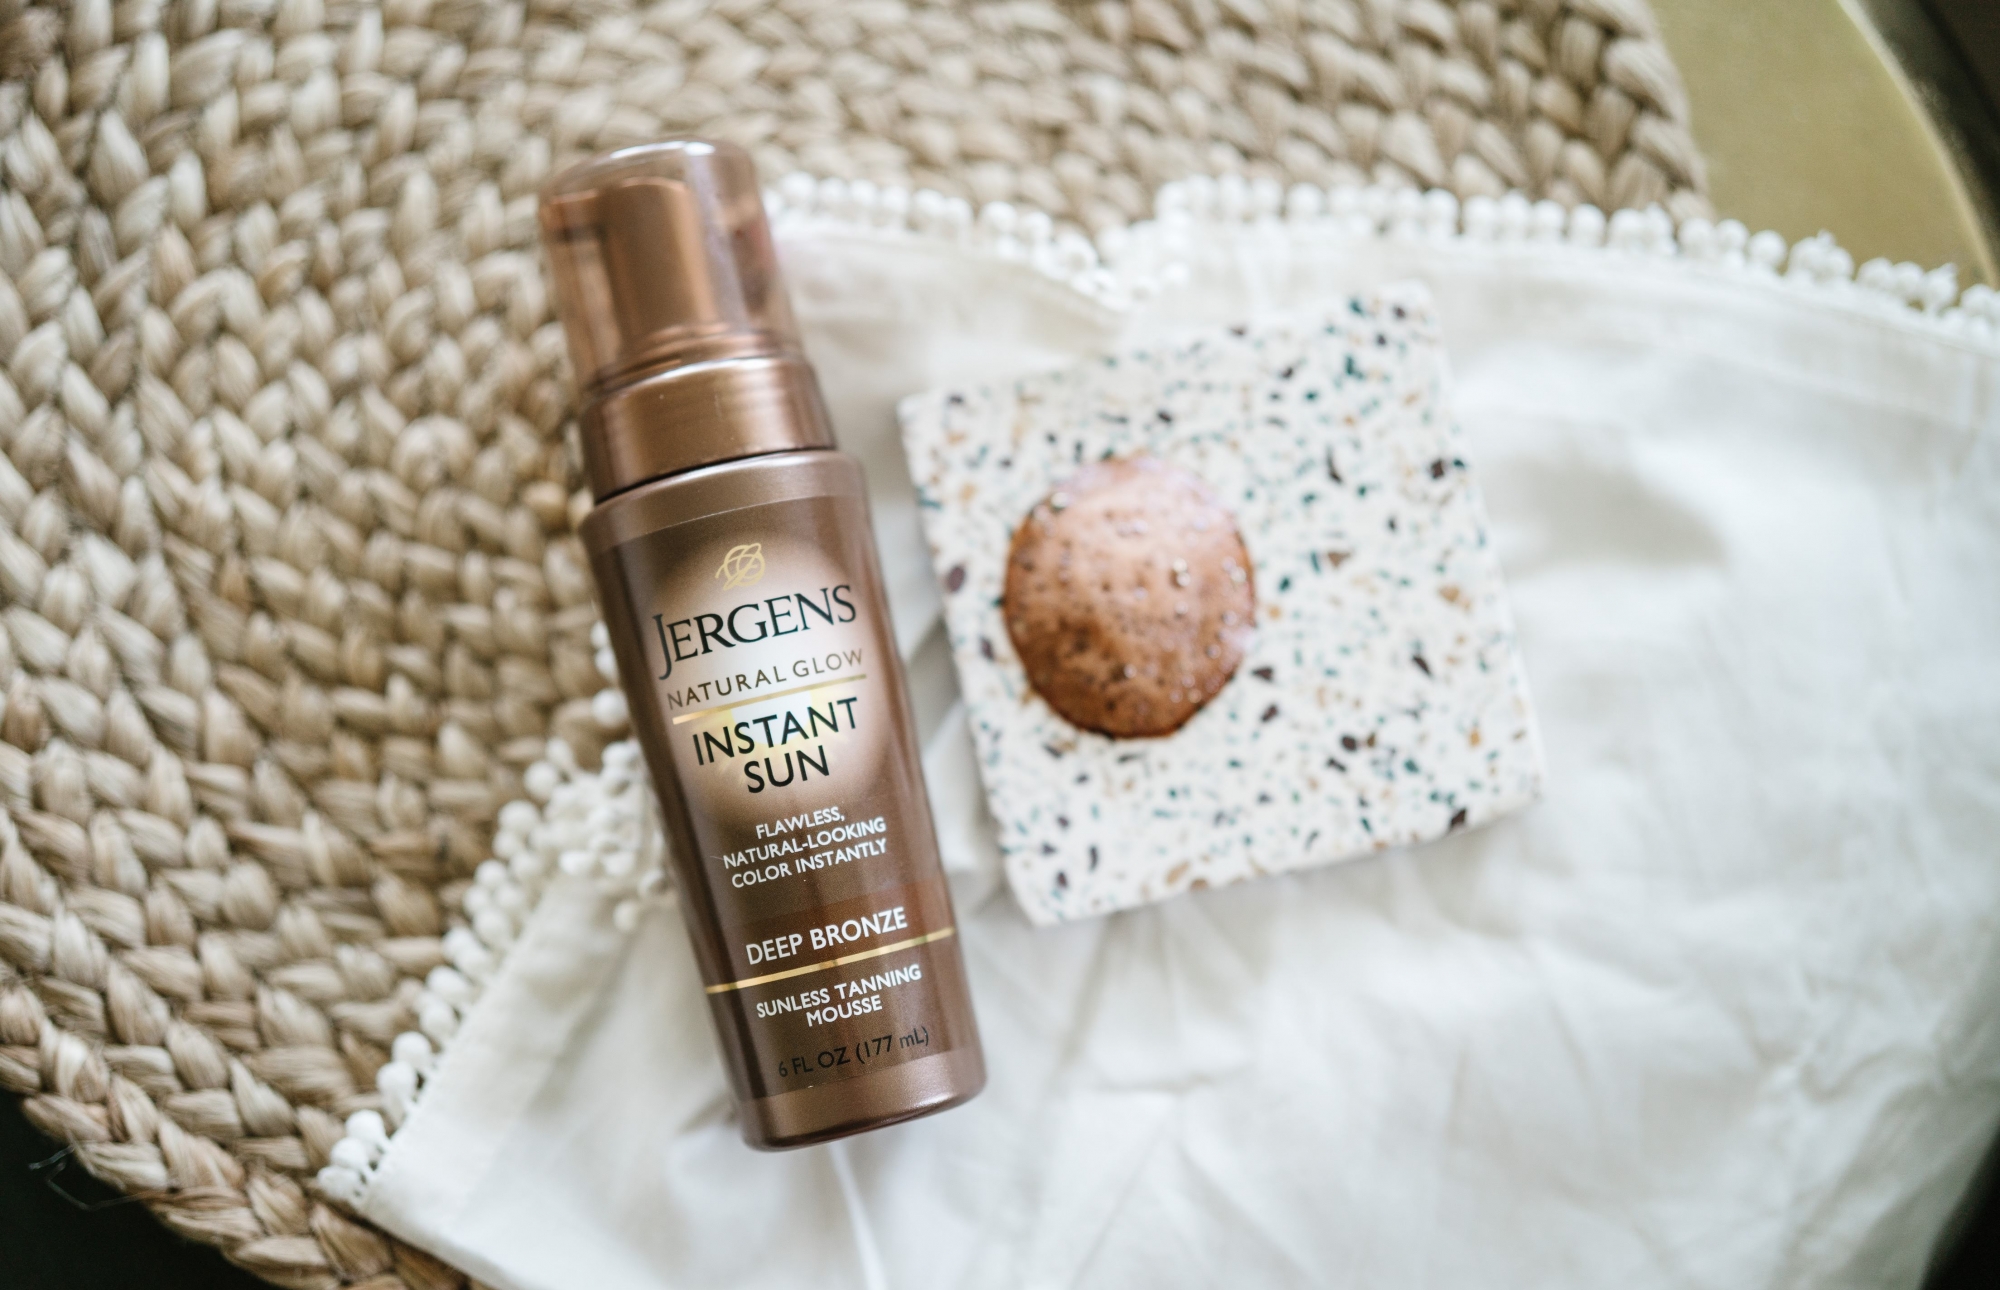 JERGENS
NATURAL GLOW
INSTANT
SUN
FLAWLESS,
NATURAL-LOOKING
COLOR INSTANTLY
DEEP BRONZE
SUNLESS TANNING
MOUSSE
6 FL OZ (177 mL)